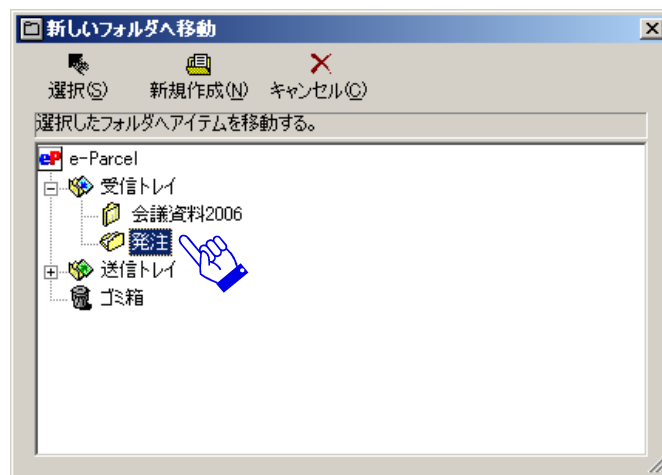 新しいフォルダへ移動
選択(S) 新規作成(N) キャンセル(C)
選択したフォルダへアイテムを移動する。
eP e-Parcel
受信トレイ
会議資料2006
発注
送信トレイ
ゴミ箱